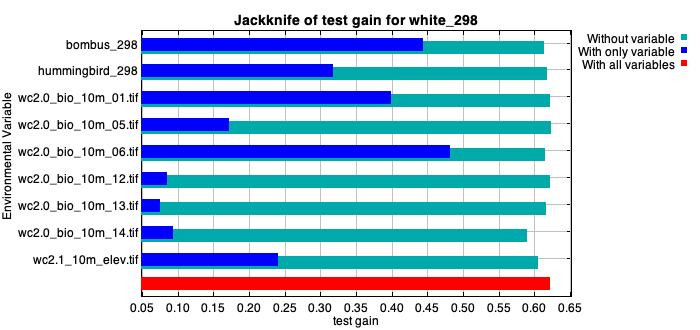 Jackknife of test gain for white_298
Without variable
With only variable
With all variables
Environmental Variable
bombus_298
hummingbird_298
wc2.0_bio_10m_01.tif
wc2.0_bio_10m_05.tif
wc2.0_bio_10m_06.tif
wc2.0_bio_10m_12.tif
wc2.0_bio_10m_13.tif
wc2.0_bio_10m_14.tif
wc2.1_10m_elev.tif
0.05 0.10 0.15 0.20 0.25 0.30 0.35 0.40 0.45 0.50 0.55 0.60 0.65
test gain